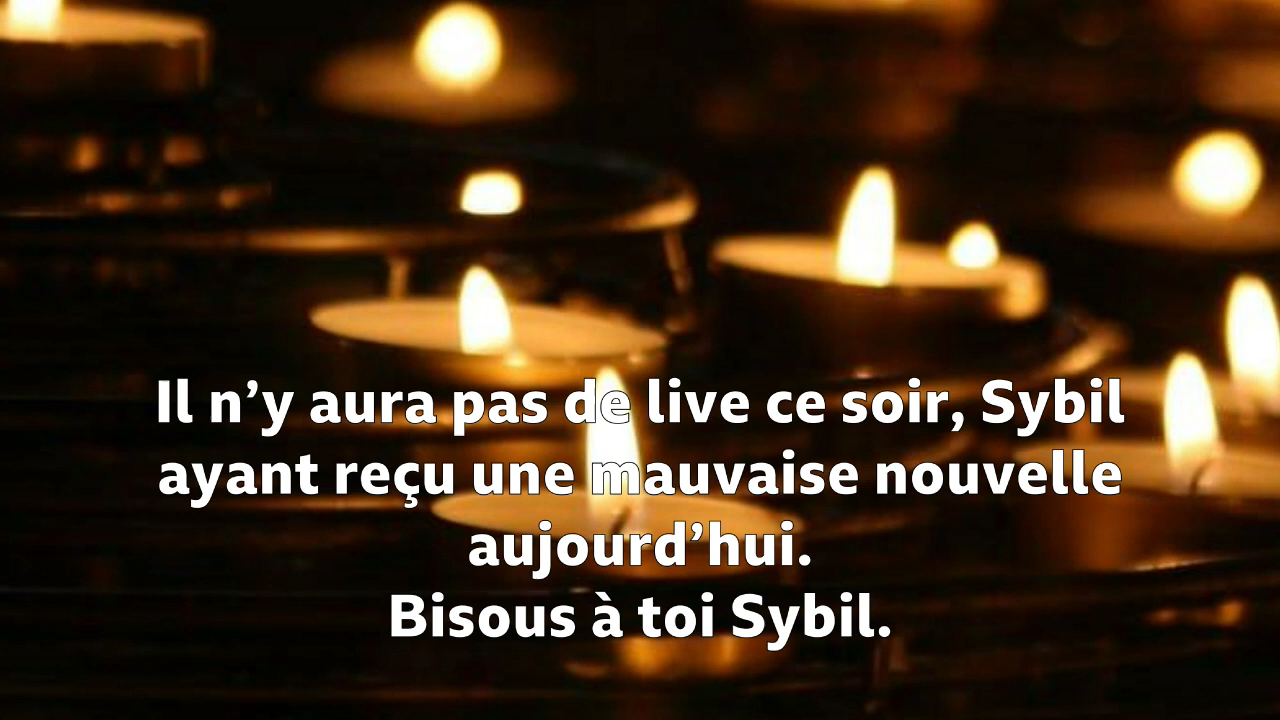 Il n’y aura pas de live ce soir, Sybil
ayant reçu une mauvaise nouvelle
aujourd’hui.
Bisous à toi Sybil.